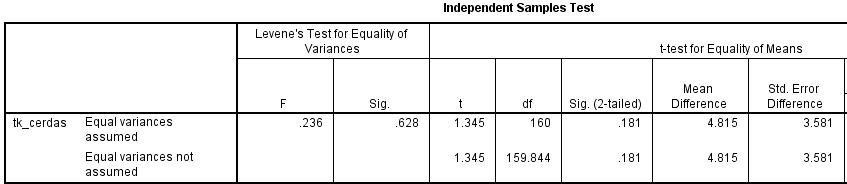 Independent Samples Test
Levene's Test for Equality of
Variances
t-test for Equality of Means
F Sig. t df Sig. (2-tailed) Mean
Difference Std. Error
Difference
tk_cerdas Equal variances
assumed .236 .628 1.345 160 .181 4.815 3.581
Equal variances not
assumed 1.345 159.844 .181 4.815 3.581